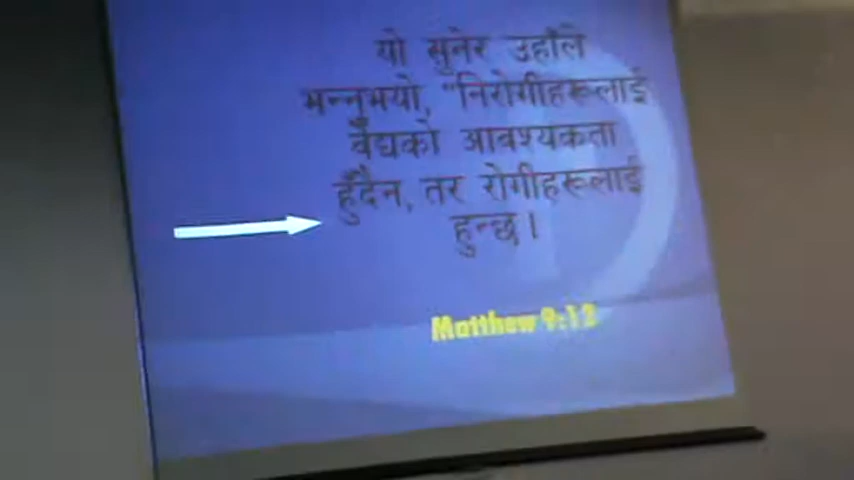 यो सुनेर उहाँले
भन्नुभयो, "निरोगीहरूलाई
वैद्यको आवश्यकता
हुँदैन, तर रोगीहरूलाई
हुन्छ।
Matthew 9:12